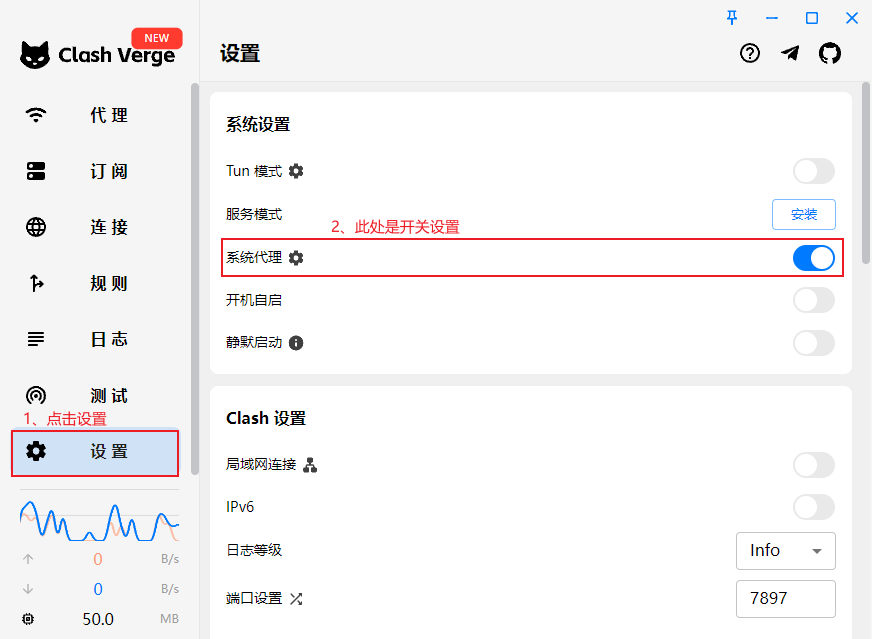 NEW
Clash Verge
代理
订阅
连接
规则
日志
测试
1、点击设置
设置
0 B/s
0 B/s
50.0 MB
设置
系统设置
Tun 模式
服务模式
安装
2、此处是开关设置
系统代理
开机自启
静默启动
Clash 设置
局域网连接
IPv6
日志等级
Info
端口设置
7897